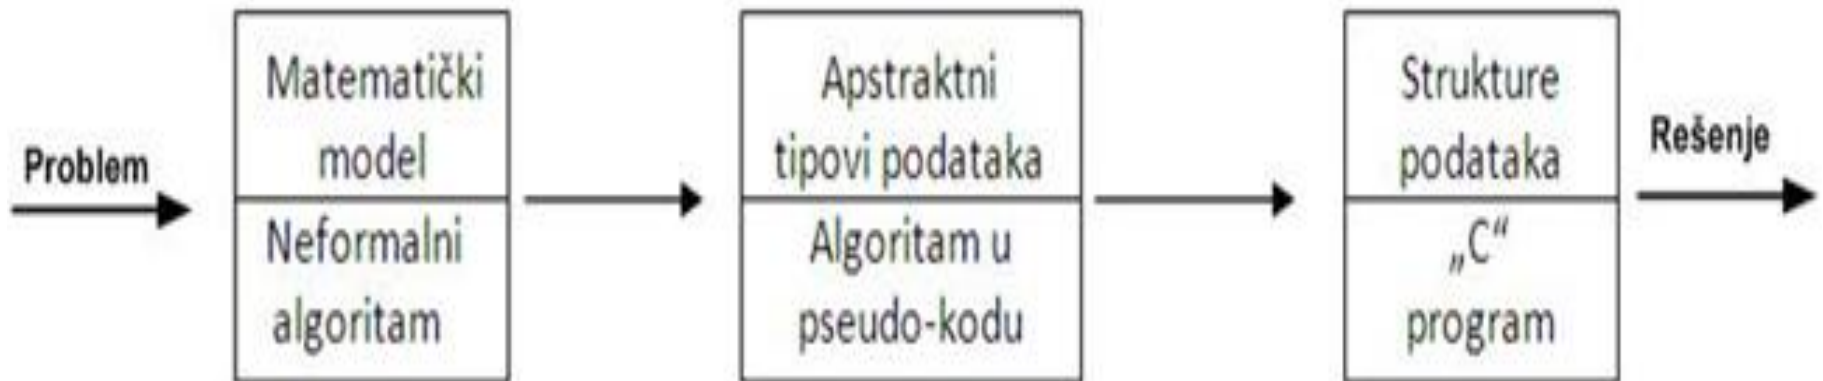 Problem
Matematički
model
Neformalni
algoritam
Apstraktni
tipovi podataka
Algoritam u
pseudo-kodu
Strukture
podataka
„C“
program
Rešenje